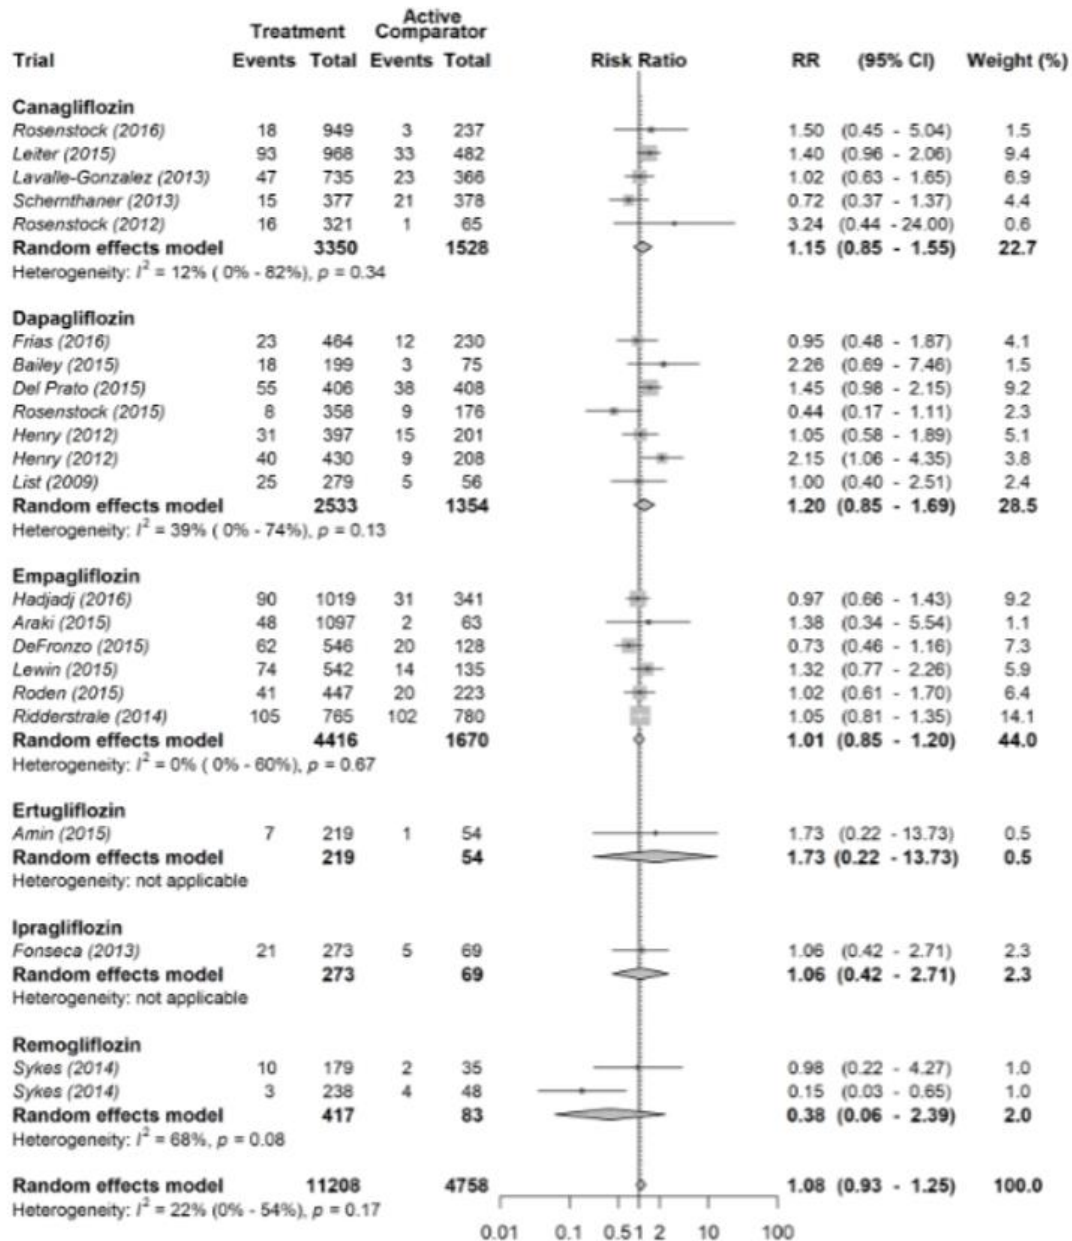 Treatment Active Comparator
Trial Events Total Events Total Risk Ratio RR (95% CI) Weight (%)
Canagliflozin
Rosenstock (2016) 18 949 3 237 1.50 (0.45 - 5.04) 1.5
Leiter (2015) 93 968 33 482 1.40 (0.96 - 2.06) 9.4
Lavalle-Gonzalez (2013) 47 735 23 366 1.02 (0.63 - 1.65) 6.9
Schernthaner (2013) 15 377 21 378 0.72 (0.37 - 1.37) 4.4
Rosenstock (2012) 16 321 1 65 3.24 (0.44 - 24.00) 0.6
Random effects model 3350 1528 1.15 (0.85 - 1.55) 22.7
Heterogeneity: I² = 12% ( 0% - 82%), p = 0.34
Dapagliflozin
Frias (2016) 23 464 12 230 0.95 (0.48 - 1.87) 4.1
Bailey (2015) 18 199 3 75 2.26 (0.69 - 7.46) 1.5
Del Prato (2015) 55 406 38 408 1.45 (0.98 - 2.15) 9.2
Rosenstock (2015) 8 358 9 176 0.44 (0.17 - 1.11) 2.3
Henry (2012) 31 397 15 201 1.05 (0.58 - 1.89) 5.1
Henry (2012) 40 430 9 208 2.15 (1.06 - 4.35) 3.8
List (2009) 25 279 5 56 1.00 (0.40 - 2.51) 2.4
Random effects model 2533 1354 1.20 (0.85 - 1.69) 28.5
Heterogeneity: I² = 39% ( 0% - 74%), p = 0.13
Empagliflozin
Hadjadj (2016) 90 1019 31 341 0.97 (0.66 - 1.43) 9.2
Araki (2015) 48 1097 2 63 1.38 (0.34 - 5.54) 1.1
DeFronzo (2015) 62 546 20 128 0.73 (0.46 - 1.16) 7.3
Lewin (2015) 74 542 14 135 1.32 (0.77 - 2.26) 5.9
Roden (2015) 41 447 20 223 1.02 (0.61 - 1.70) 6.4
Ridderstrale (2014) 105 765 102 780 1.05 (0.81 - 1.35) 14.1
Random effects model 4416 1670 1.01 (0.85 - 1.20) 44.0
Heterogeneity: I² = 0% ( 0% - 60%), p = 0.67
Ertugliflozin
Amin (2015) 7 219 1 54 1.73 (0.22 - 13.73) 0.5
Random effects model 219 54 1.73 (0.22 - 13.73) 0.5
Heterogeneity: not applicable
Ipragliflozin
Fonseca (2013) 21 273 5 69 1.06 (0.42 - 2.71) 2.3
Random effects model 273 69 1.06 (0.42 - 2.71) 2.3
Heterogeneity: not applicable
Remogliflozin
Sykes (2014) 10 179 2 35 0.98 (0.22 - 4.27) 1.0
Sykes (2014) 3 238 4 48 0.15 (0.03 - 0.65) 1.0
Random effects model 417 83 0.38 (0.06 - 2.39) 2.0
Heterogeneity: I² = 68%, p = 0.08
Random effects model 11208 4758 1.08 (0.93 - 1.25) 100.0
Heterogeneity: I² = 22% (0% - 54%), p = 0.17
0.01 0.1 0.5 1 2 10 100